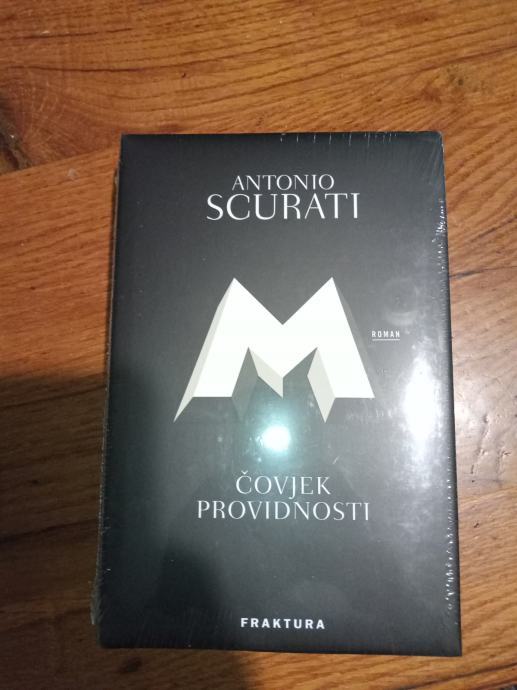 ANTONIO
SCURATI
M
ROMAN
ČOVJEK
PROVIDNOSTI
FRAKTURA